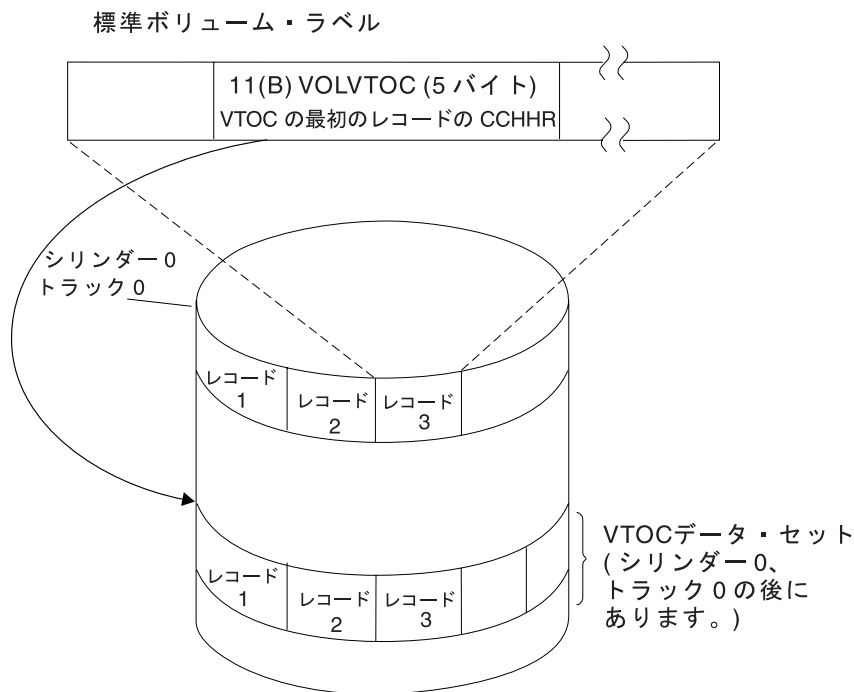 標準ボリューム・ラベル
11(B) VOLVTOC (5 バイト)
VTOC の最初のレコードの CCHHR
シリンダー 0
トラック 0
レコード
1
レコード
2
レコード
3
VTOCデータ・セット
( シリンダー 0、
トラック 0 の後に
あります。)
レコード
1
レコード
2
レコード
3